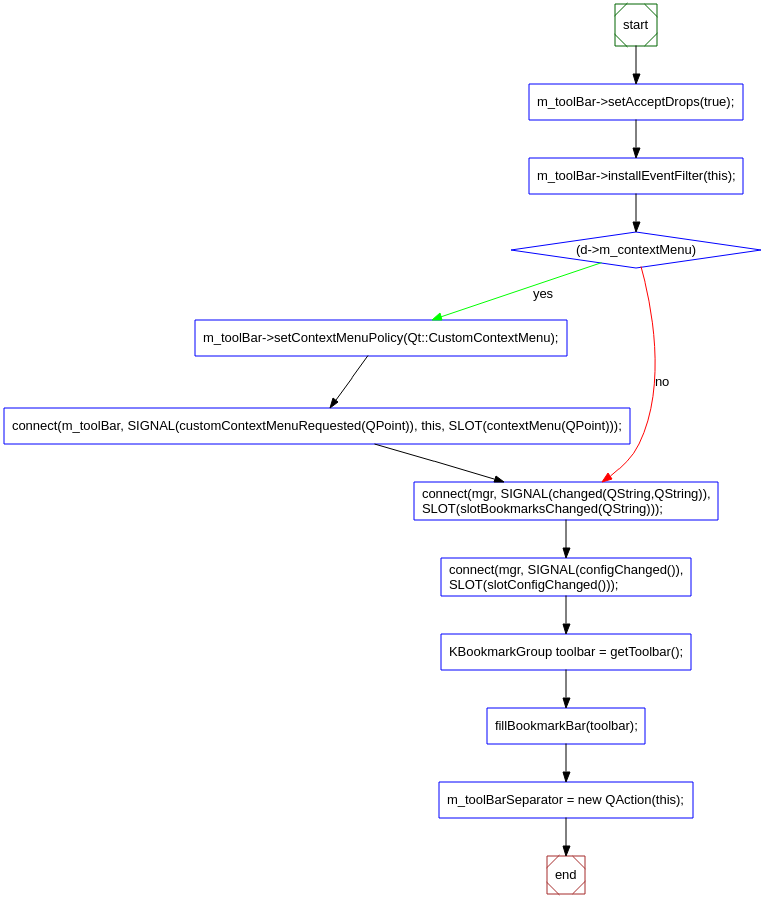 start
m_toolBar->setAcceptDrops(true);
m_toolBar->installEventFilter(this);
(d->m_contextMenu)
yes
m_toolBar->setContextMenuPolicy(Qt::CustomContextMenu);
no
connect(m_toolBar, SIGNAL(customContextMenuRequested(QPoint)), this, SLOT(contextMenu(QPoint)));
connect(mgr, SIGNAL(changed(QString,QString)),
SLOT(slotBookmarksChanged(QString)));
connect(mgr, SIGNAL(configChanged()),
SLOT(slotConfigChanged()));
KBookmarkGroup toolbar = getToolbar();
fillBookmarkBar(toolbar);
m_toolBarSeparator = new QAction(this);
end